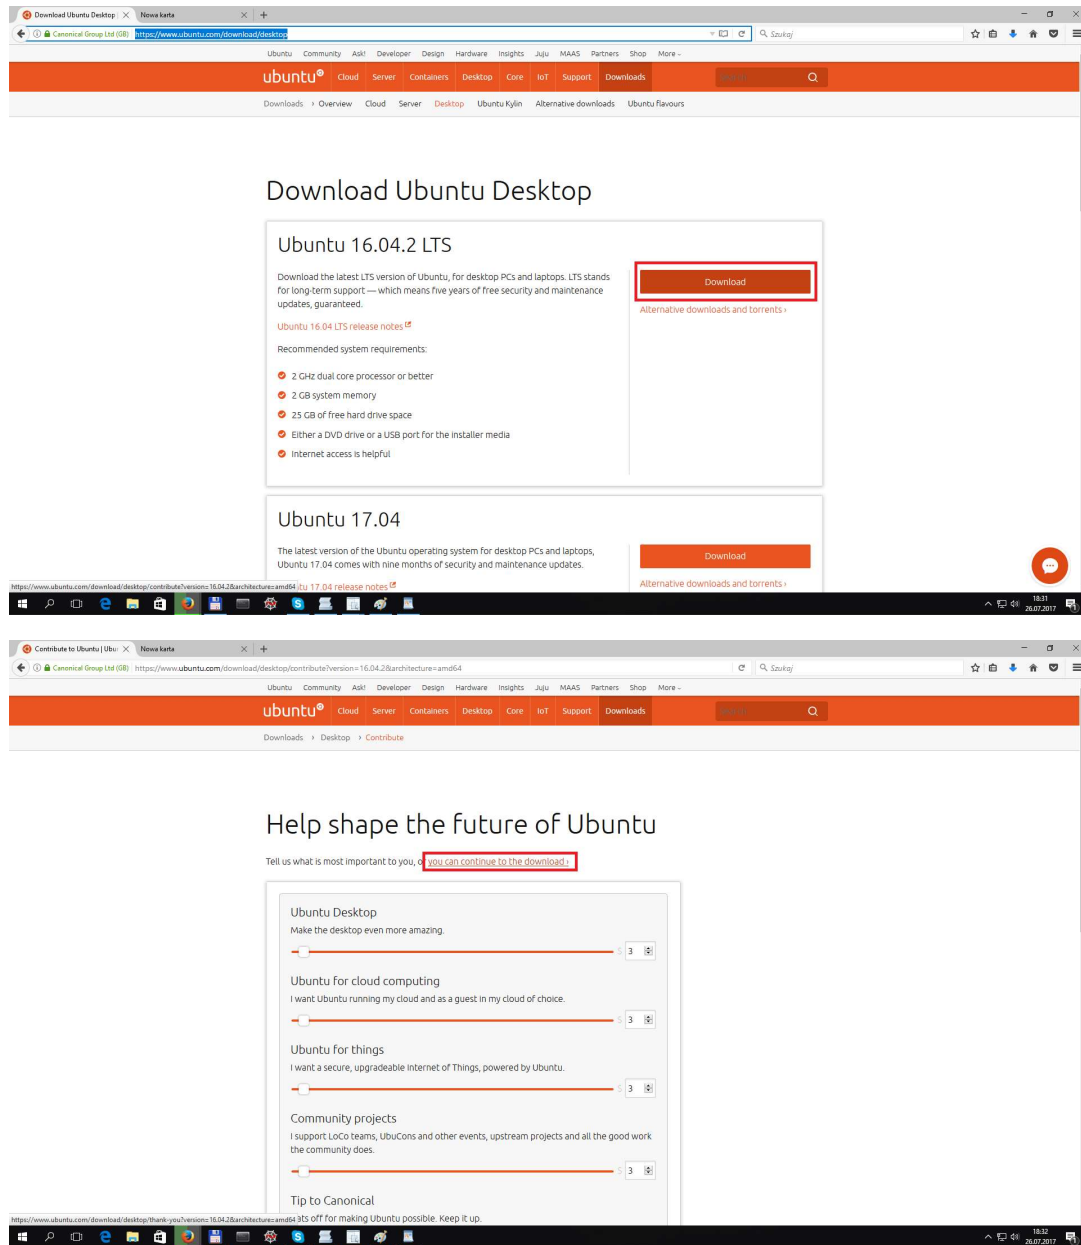 Download Ubuntu Desktop
Nowa karta
Canonical Group Ltd (GB) https://www.ubuntu.com/download/desktop
Szukaj
Ubuntu Community Ask! Developer Design Hardware Insights Juju MAAS Partners Shop More
ubuntu Cloud Server Containers Desktop Core IoT Support Downloads
Downloads › Overview Cloud Server Desktop Ubuntu Kylin Alternative downloads Ubuntu flavours
Download Ubuntu Desktop
Ubuntu 16.04.2 LTS
Download the latest LTS version of Ubuntu, for desktop PCs and laptops. LTS stands
for long-term support — which means five years of free security and maintenance
updates, guaranteed.
Download
Alternative downloads and torrents ›
Ubuntu 16.04 LTS release notes
Recommended system requirements:
2 GHz dual core processor or better
2 GB system memory
25 GB of free hard drive space
Either a DVD drive or a USB port for the installer media
Internet access is helpful
Ubuntu 17.04
The latest version of the Ubuntu operating system for desktop PCs and laptops,
Ubuntu 17.04 comes with nine months of security and maintenance updates.
Download
Alternative downloads and torrents ›
tu 17.04 release notes
https://www.ubuntu.com/download/desktop/contribute?version=16.04.2&architecture=amd64
18:31
26.07.2017
Contribute to Ubuntu | Ubu
Nowa karta
Canonical Group Ltd (GB) https://www.ubuntu.com/download/desktop/contribute?version=16.04.2&architecture=amd64
Szukaj
Ubuntu Community Ask! Developer Design Hardware Insights Juju MAAS Partners Shop More
ubuntu Cloud Server Containers Desktop Core IoT Support Downloads
Downloads › Desktop › Contribute
Help shape the future of Ubuntu
Tell us what is most important to you, or you can continue to the download ›
Ubuntu Desktop
Make the desktop even more amazing.
$ 3
Ubuntu for cloud computing
I want Ubuntu running my cloud and as a guest in my cloud of choice.
$ 3
Ubuntu for things
I want a secure, upgradeable Internet of Things, powered by Ubuntu.
$ 3
Community projects
I support LoCo teams, UbuCons and other events, upstream projects and all the good work
the community does.
$ 3
Tip to Canonical
ats off for making Ubuntu possible. Keep it up.
https://www.ubuntu.com/download/desktop/thank-you?version=16.04.2&architecture=amd64
18:32
26.07.2017